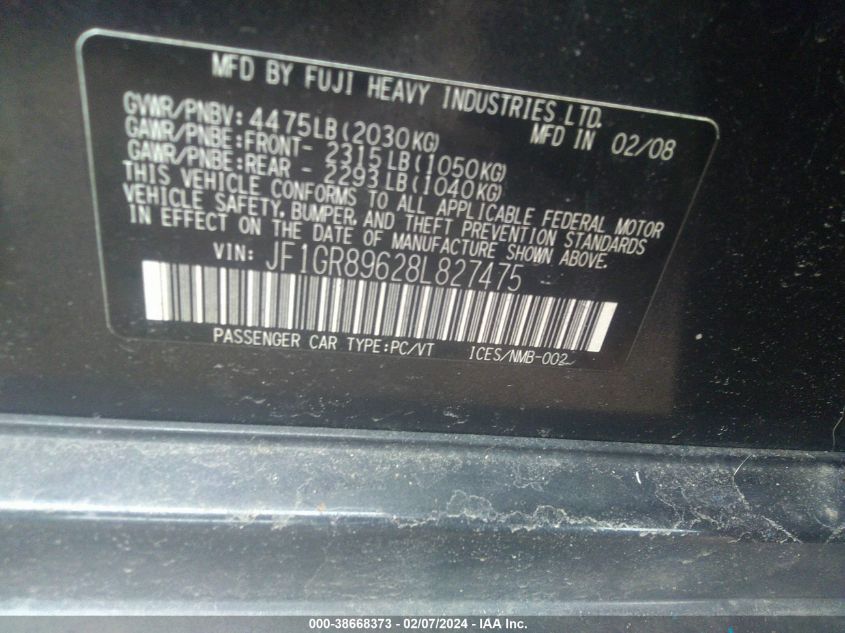 MFD BY FUJI HEAVY INDUSTRIES LTD.
GVWR/PNBV: 4475LB(2030KG) MFD IN 02/08
GAWR/PNBE:FRONT- 2315LB(1050KG)
GAWR/PNBE:REAR - 2293LB(1040KG)
THIS VEHICLE CONFORMS TO ALL APPLICABLE FEDERAL MOTOR
VEHICLE SAFETY, BUMPER, AND THEFT PREVENTION STANDARDS
IN EFFECT ON THE DATE OF MANUFACTURE SHOWN ABOVE.
VIN: JF1GR89628L827475
PASSENGER CAR TYPE:PC/VT ICES/NMB-002
000-38668373 - 02/07/2024 - IAA Inc.